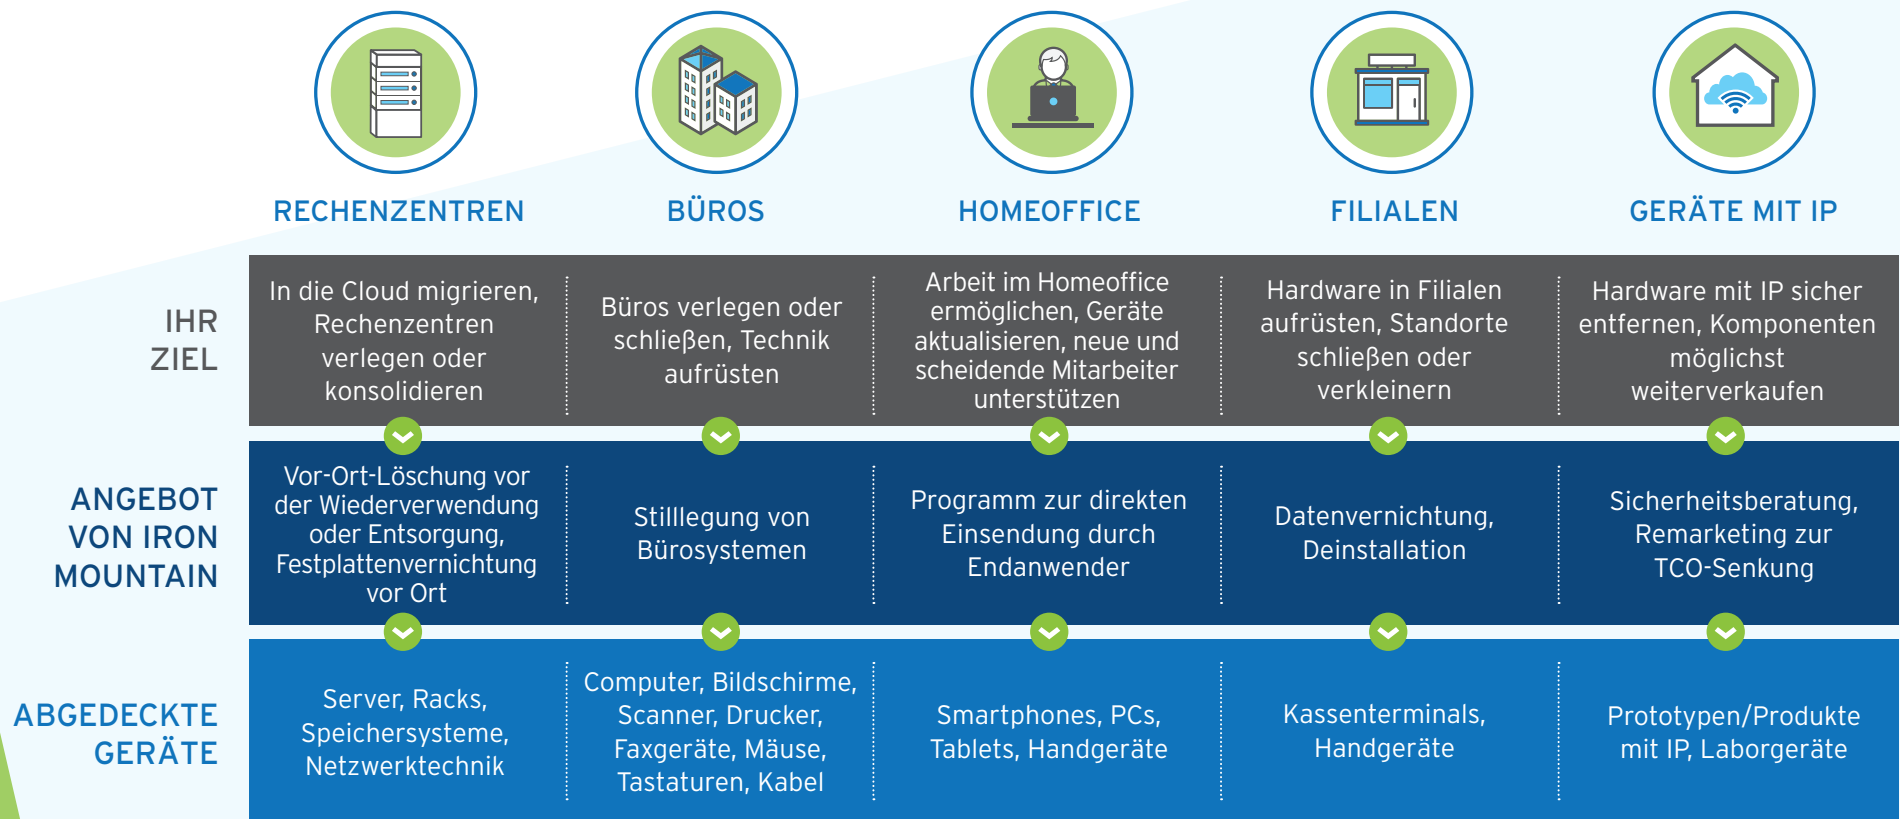 RECHENZENTREN
BÜROS
HOMEOFFICE
FILIALEN
GERÄTE MIT IP
IHR
ZIEL
In die Cloud migrieren,
Rechenzentren
verlegen oder
konsolidieren
Büros verlegen oder
schließen, Technik
aufrüsten
Arbeit im Homeoffice
ermöglichen, Geräte
aktualisieren, neue und
scheidende Mitarbeiter
unterstützen
Hardware in Filialen
aufrüsten, Standorte
schließen oder
verkleinern
Hardware mit IP sicher
entfernen, Komponenten
möglichst
weiterverkaufen
ANGEBOT
VON IRON
MOUNTAIN
Vor-Ort-Löschung vor
der Wiederverwendung
oder Entsorgung,
Festplattenvernichtung
vor Ort
Stilllegung von
Bürosystemen
Programm zur direkten
Einsendung durch
Endanwender
Datenvernichtung,
Deinstallation
Sicherheitsberatung,
Remarketing zur
TCO-Senkung
ABGEDECKTE
GERÄTE
Server, Racks,
Speichersysteme,
Netzwerktechnik
Computer, Bildschirme,
Scanner, Drucker,
Faxgeräte, Mäuse,
Tastaturen, Kabel
Smartphones, PCs,
Tablets, Handgeräte
Kassenterminals,
Handgeräte
Prototypen/Produkte
mit IP, Laborgeräte